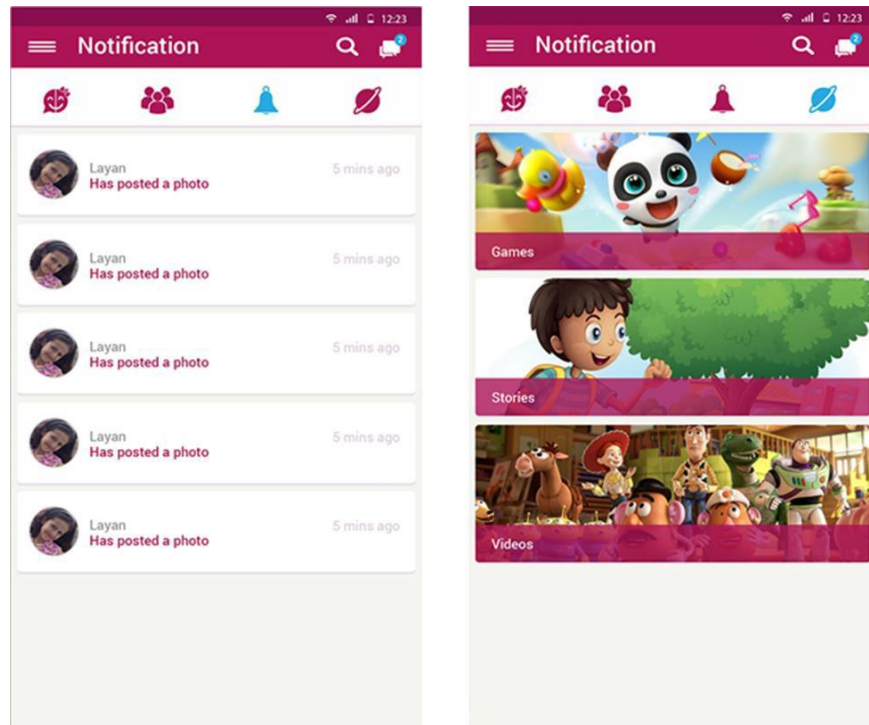 12:23
Notification
2
Layan
5 mins ago
Has posted a photo
Layan
5 mins ago
Has posted a photo
Layan
5 mins ago
Has posted a photo
Layan
5 mins ago
Has posted a photo
Layan
5 mins ago
Has posted a photo
12:23
Notification
2
Games
Stories
Videos